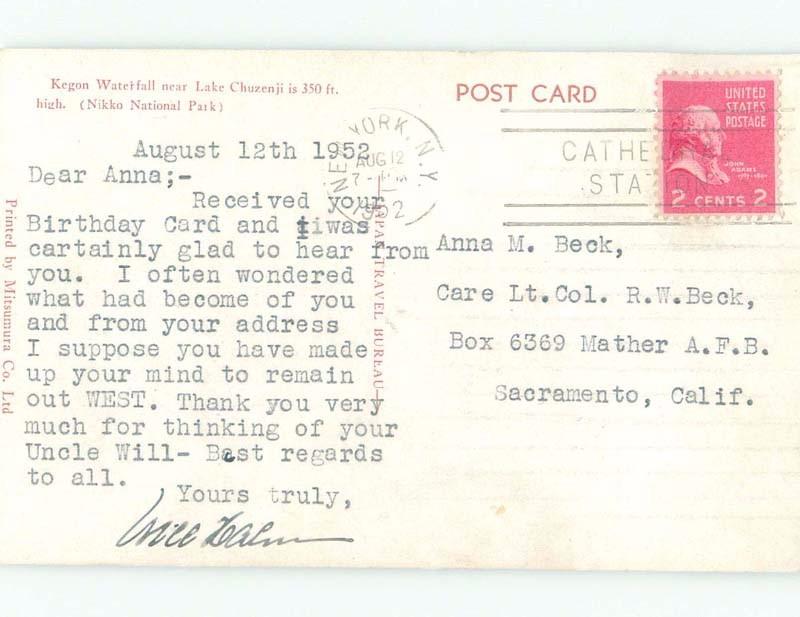 Kegon Waterfall near Lake Chuzenji is 350 ft.
high. (Nikko National Park)
POST CARD
UNITED
STATES
POSTAGE
JOHN
ADAMS
2 CENTS 2
NEW YORK, N.Y.
AUG 12
1952
CATHE
STATION
August 12th 1952
Dear Anna;-
Received your
Birthday Card and iwas
cartainly glad to hear from
you. I often wondered
what had become of you
and from your address
I suppose you have made
up your mind to remain
out WEST. Thank you very
much for thinking of your
Uncle Will- Best regards
to all.
Yours truly,
Anna M. Beck,
Care Lt.Col. R.W.Beck,
Box 6369 Mather A.F.B.
Sacramento, Calif.
Printed by Mitsumura Co. Ltd
JAPAN TRAVEL BUREAU